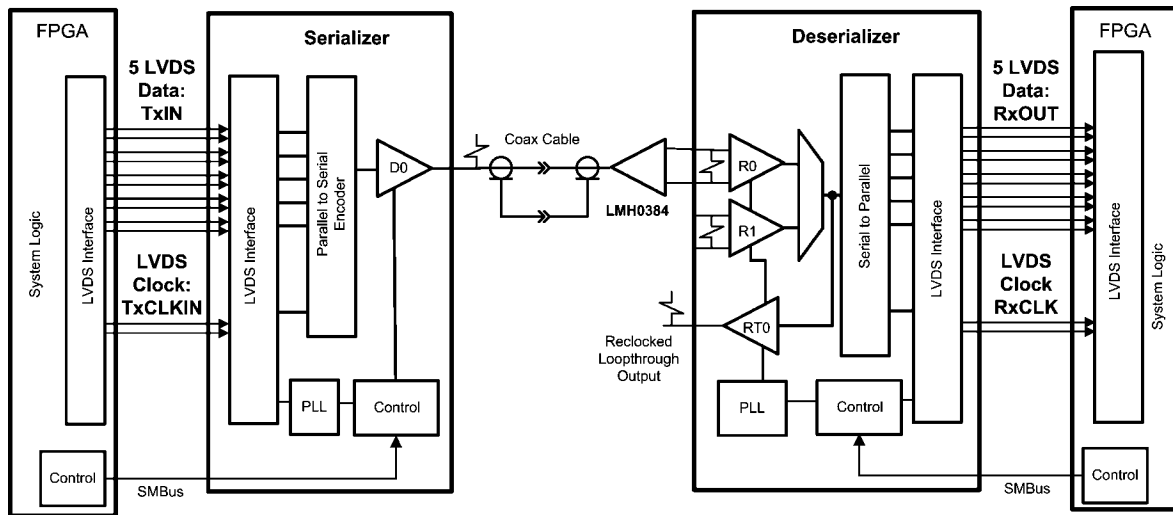 FPGA
System Logic
LVDS Interface
Control
5 LVDS
Data:
TxIN
LVDS
Clock:
TxCLKIN
SMBus
Serializer
LVDS Interface
Parallel to Serial
Encoder
D0
PLL
Control
Coax Cable
LMH0384
Deserializer
R0
R1
RT0
Reclocked
Loopthrough
Output
PLL
Control
Serial to Parallel
LVDS Interface
5 LVDS
Data:
RxOUT
LVDS
Clock
RxCLK
SMBus
FPGA
LVDS Interface
System Logic
Control